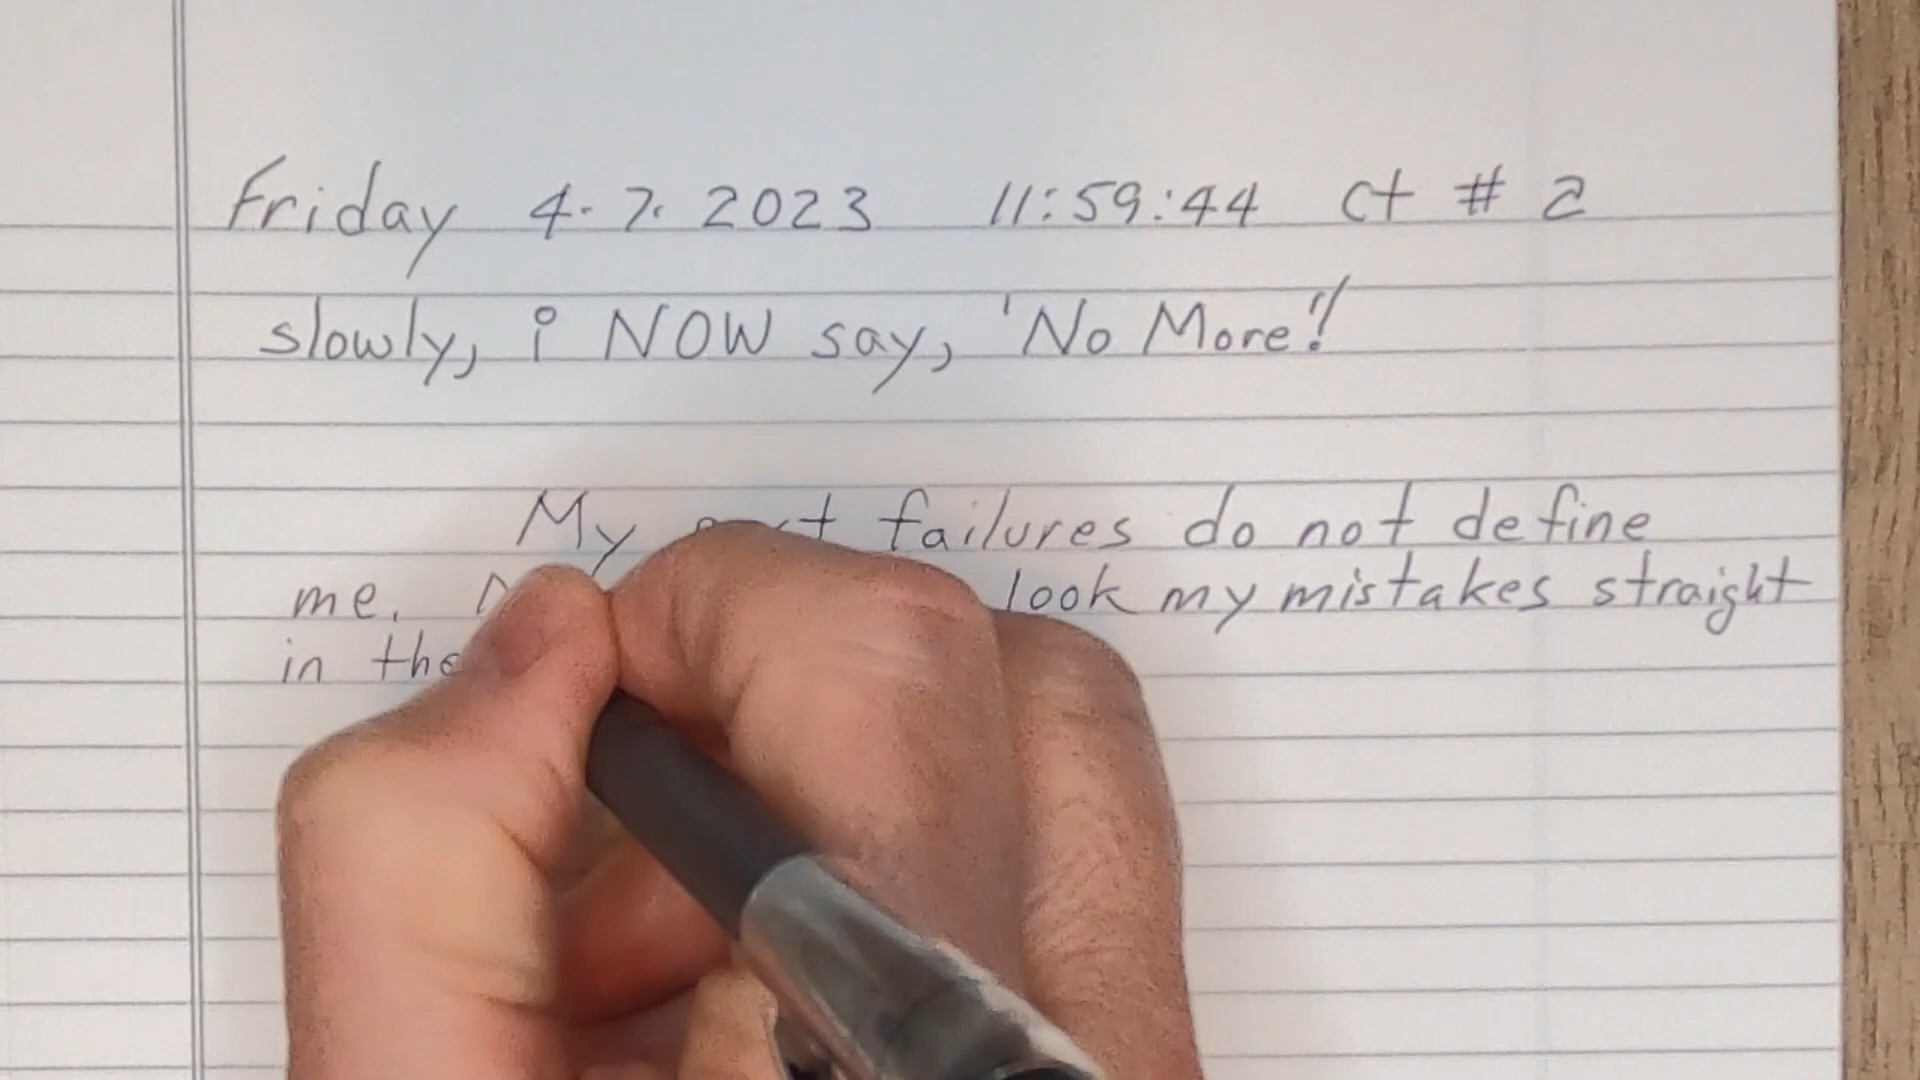 Friday 4.7.2023 11:59:44 ct # 2
slowly, i NOW say, 'No More!'
My failures do not define
me. look my mistakes straight
in the